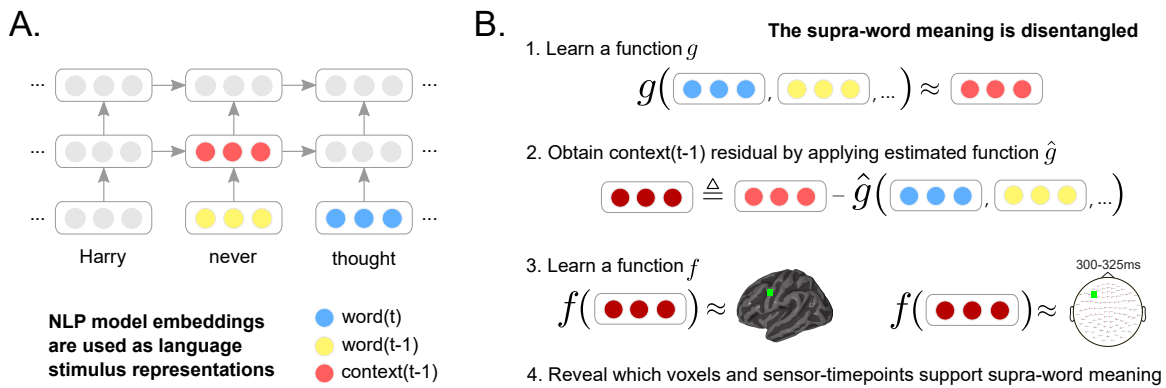 A.
... ...
... ...
... ...
Harry never thought
NLP model embeddings
are used as language
stimulus representations
word(t)
word(t-1)
context(t-1)
B.
The supra-word meaning is disentangled
1. Learn a function g
g( , ,...) ≈
2. Obtain context(t-1) residual by applying estimated function ĝ
≜ - ĝ( , ,...)
3. Learn a function f
300-325ms
f( ) ≈ f( ) ≈
4. Reveal which voxels and sensor-timepoints support supra-word meaning